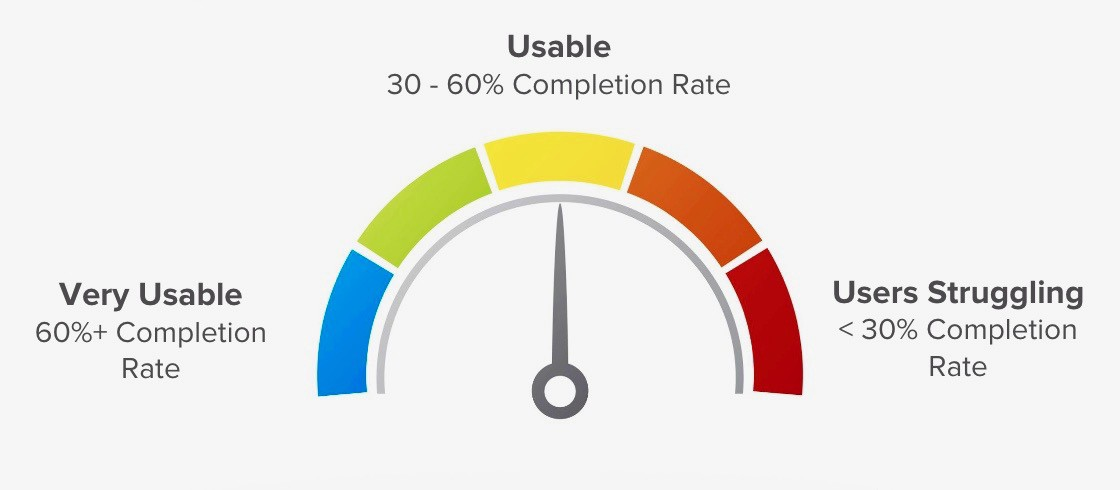 Usable
30 - 60% Completion Rate
Very Usable
60%+ Completion
Rate
Users Struggling
< 30% Completion
Rate